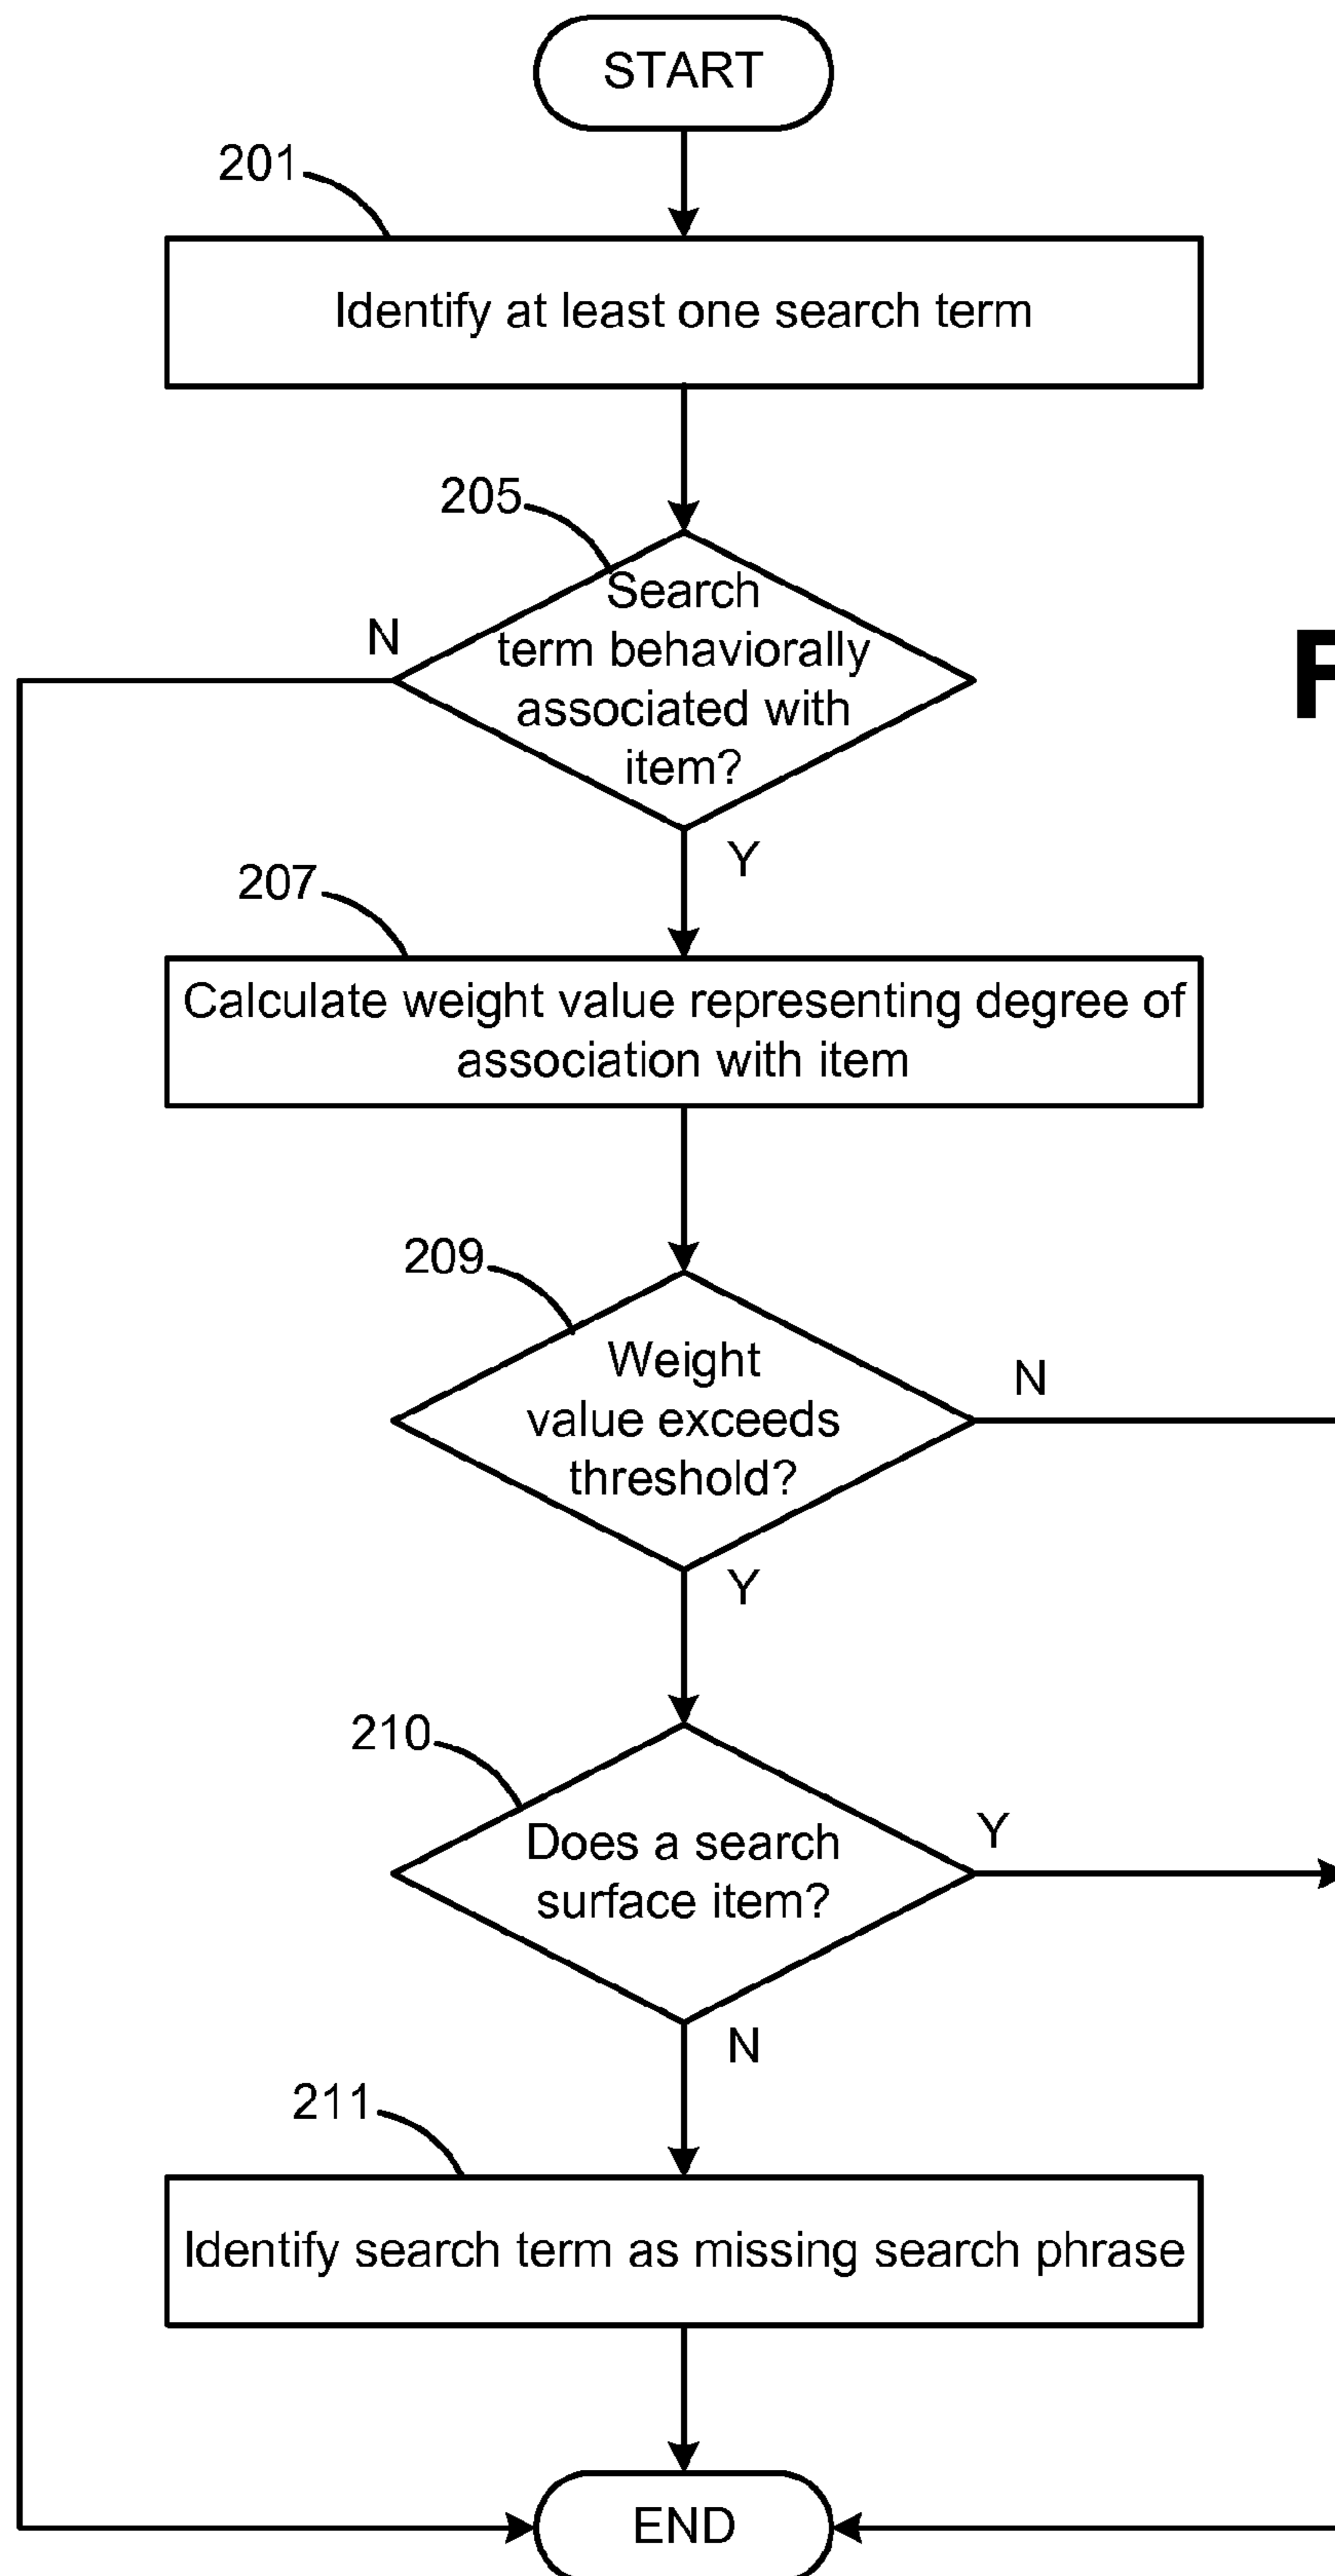 START
201
Identify at least one search term
205
Search
term behaviorally
associated with
item?
N
Y
207
Calculate weight value representing degree of
association with item
209
Weight
value exceeds
threshold?
N
Y
210
Does a search
surface item?
Y
N
211
Identify search term as missing search phrase
END